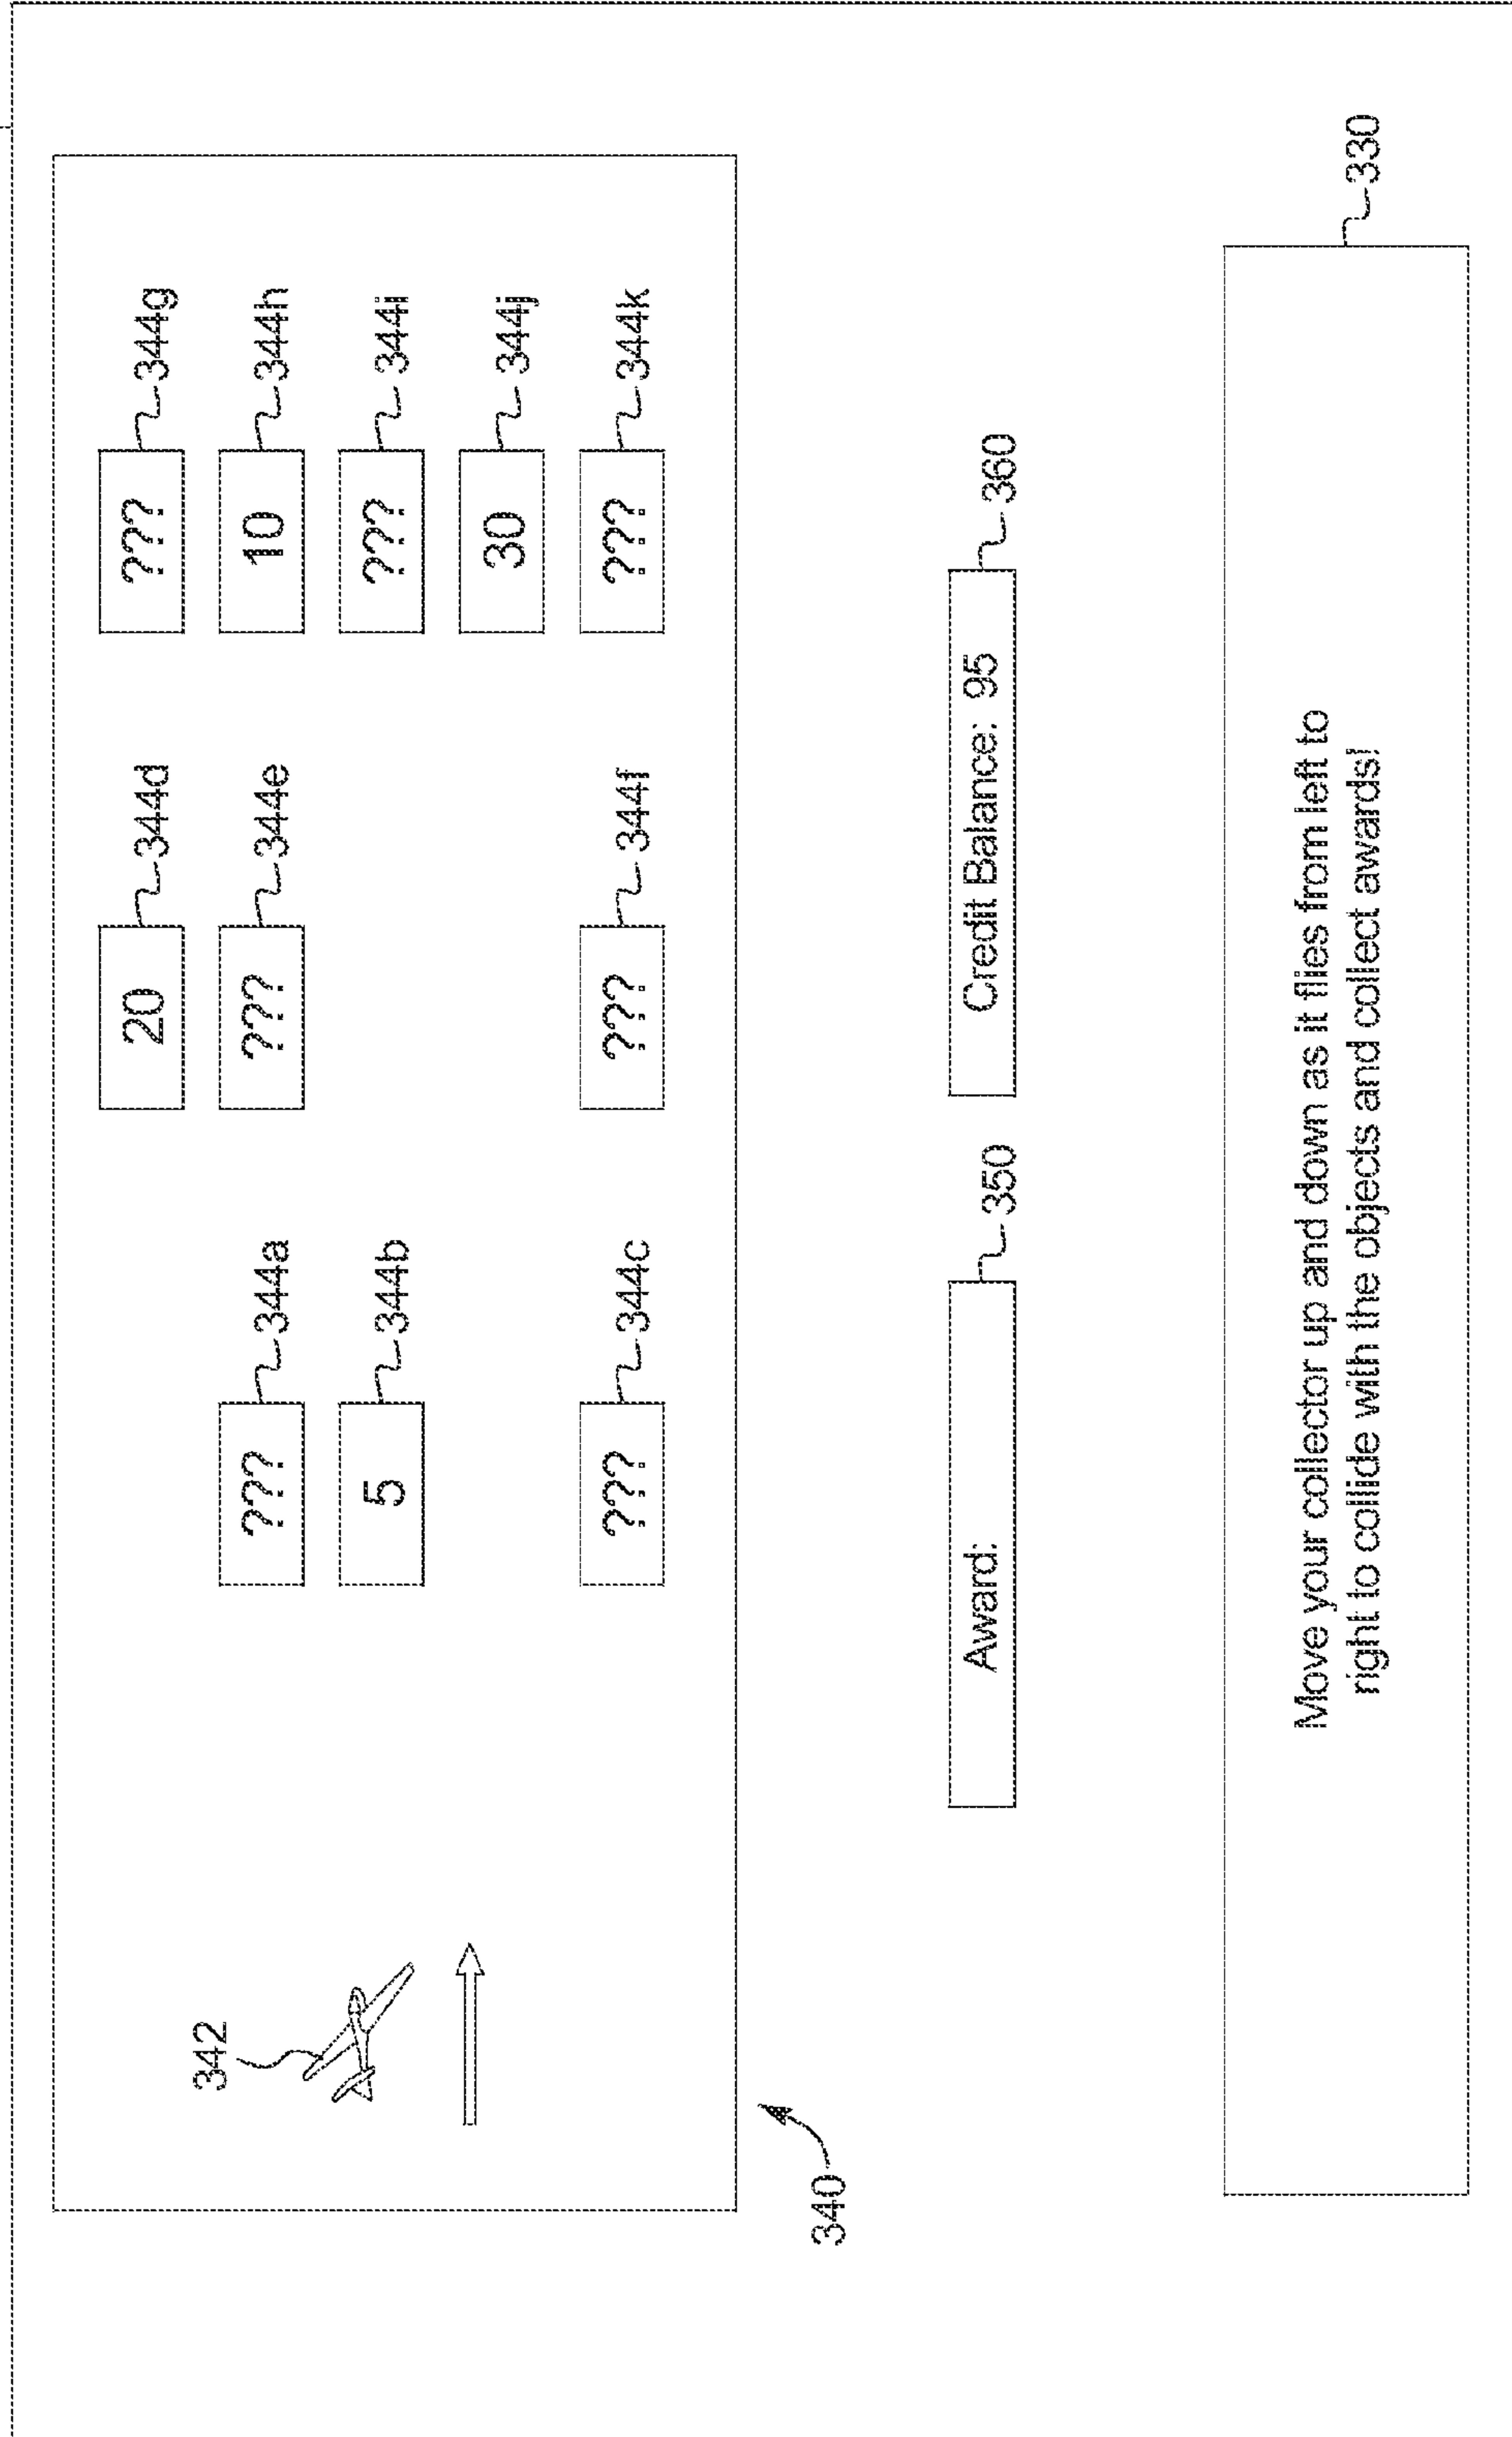 20 344d
??? 344g
??? 344a
??? 344e
10 344h
342
5 344b
??? 344i
30 344j
??? 344c
??? 344f
??? 344k
340
Award: 350
Credit Balance: 95 360
Move your collector up and down as it flies from left to
right to collide with the objects and collect awards!
330